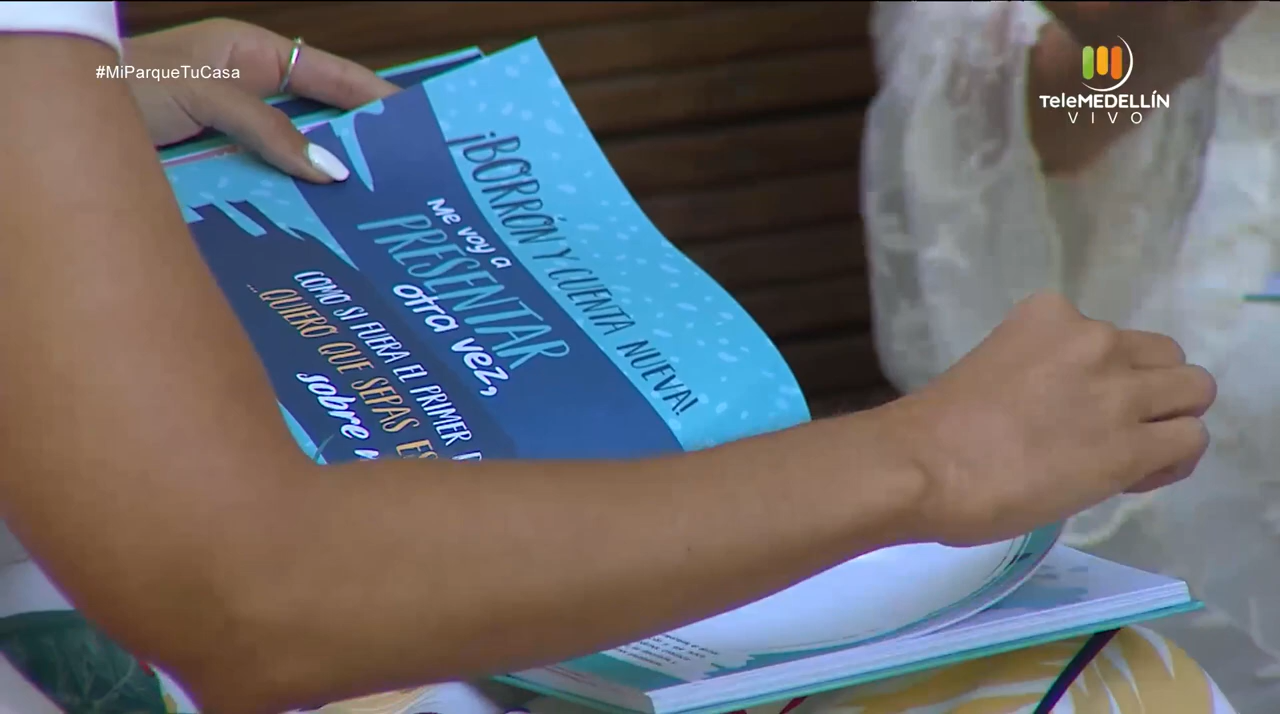 #MiParqueTuCasa
TeleMEDELLÍN
VIVO
¡BORRÓN Y CUENTA NUEVA!
Me voy a
PRESENTAR
otra vez,
COMO SI FUERA EL PRIMER
... QUIERO QUE SEPAS
sobre